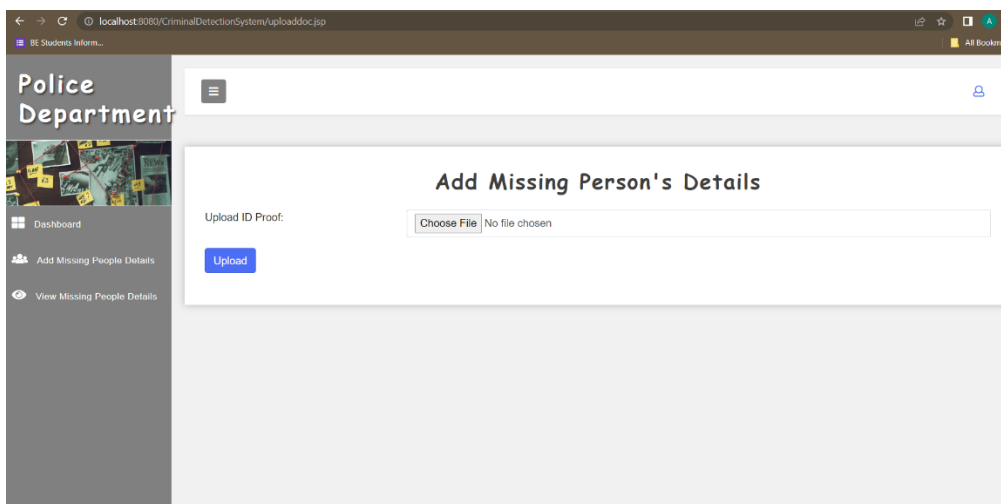 localhost:8080/CriminalDetectionSystem/uploaddoc.jsp
A
BE Students Inform...
All Bookm
Police
Department
NEWS
Add Missing Person's Details
Dashboard
Upload ID Proof:
Choose File No file chosen
Add Missing People Details
Upload
View Missing People Details